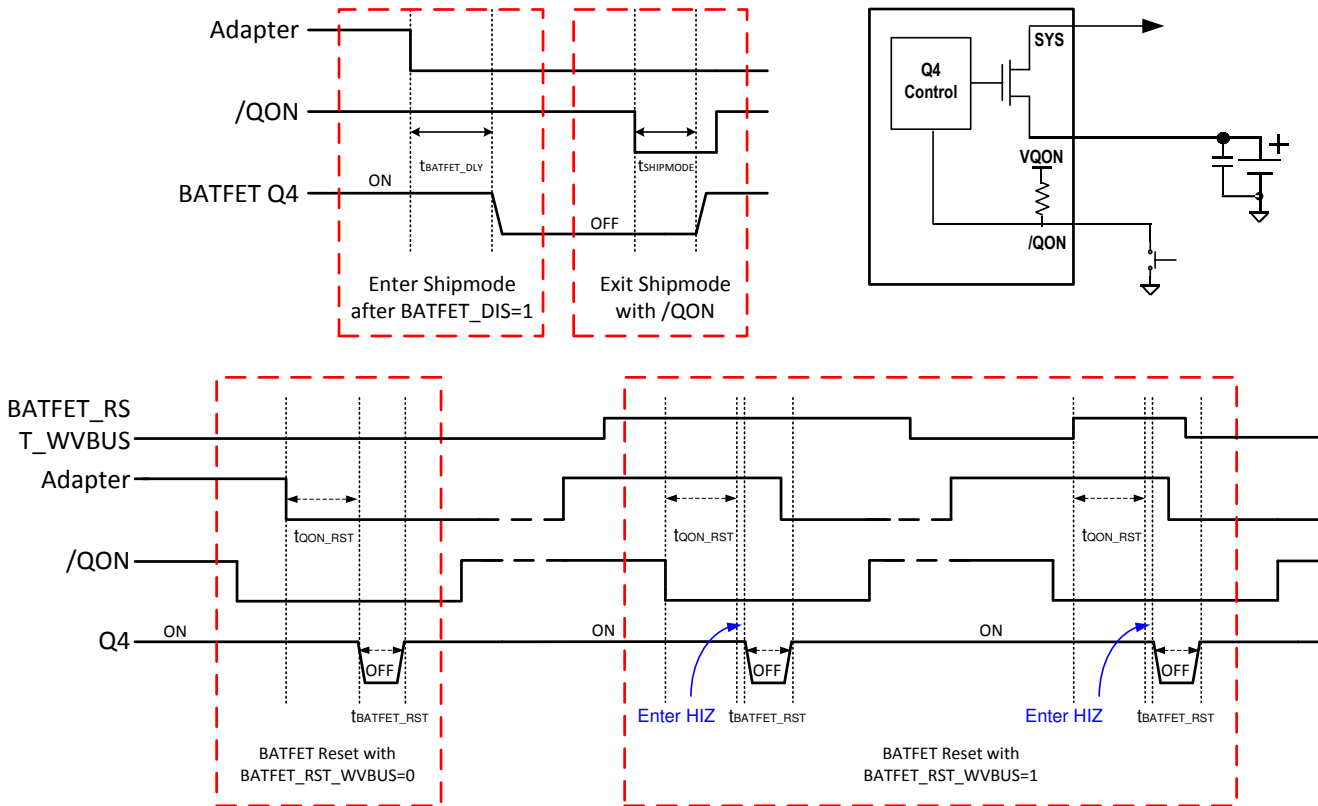 Adapter
/QON
tBATFET_DLY
tSHIPMODE
ON
BATFET Q4
OFF
Enter Shipmode
after BATFET_DIS=1
Exit Shipmode
with /QON
SYS
Q4
Control
VQON
+
/QON
BATFET_RS
T_WVBUS
Adapter
tQON_RST
tQON_RST
tQON_RST
/QON
ON
ON
ON
Q4
OFF
OFF
OFF
tBATFET_RST
Enter HIZ
tBATFET_RST
Enter HIZ
tBATFET_RST
BATFET Reset with
BATFET_RST_WVBUS=0
BATFET Reset with
BATFET_RST_WVBUS=1